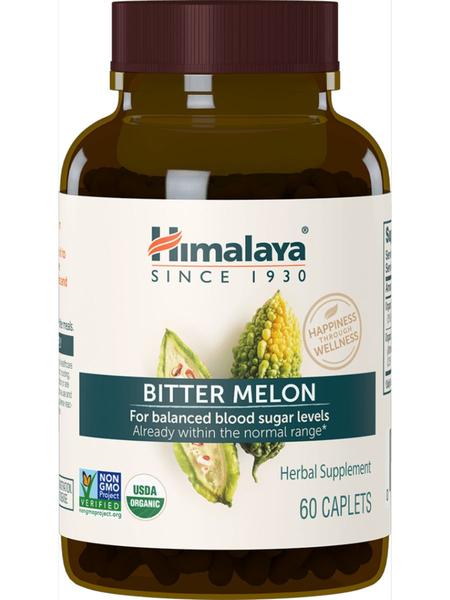 Himalaya®
SINCE 1930
HAPPINESS
THROUGH
WELLNESS
BITTER MELON
For balanced blood sugar levels
Already within the normal range*
Herbal Supplement
60 CAPLETS
NON
GMO
Project
VERIFIED
nongmoproject.org
USDA
ORGANIC